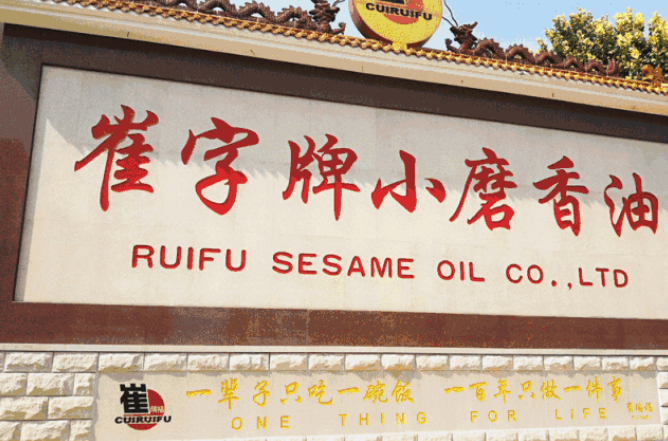 CUIRUIFU
崔字牌小磨香油
RUIFU SESAME OIL CO.,LTD
崔
CUIRUIFU
一辈子只吃一碗饭 一百年只做一件事
ONE THING FOR LiFE